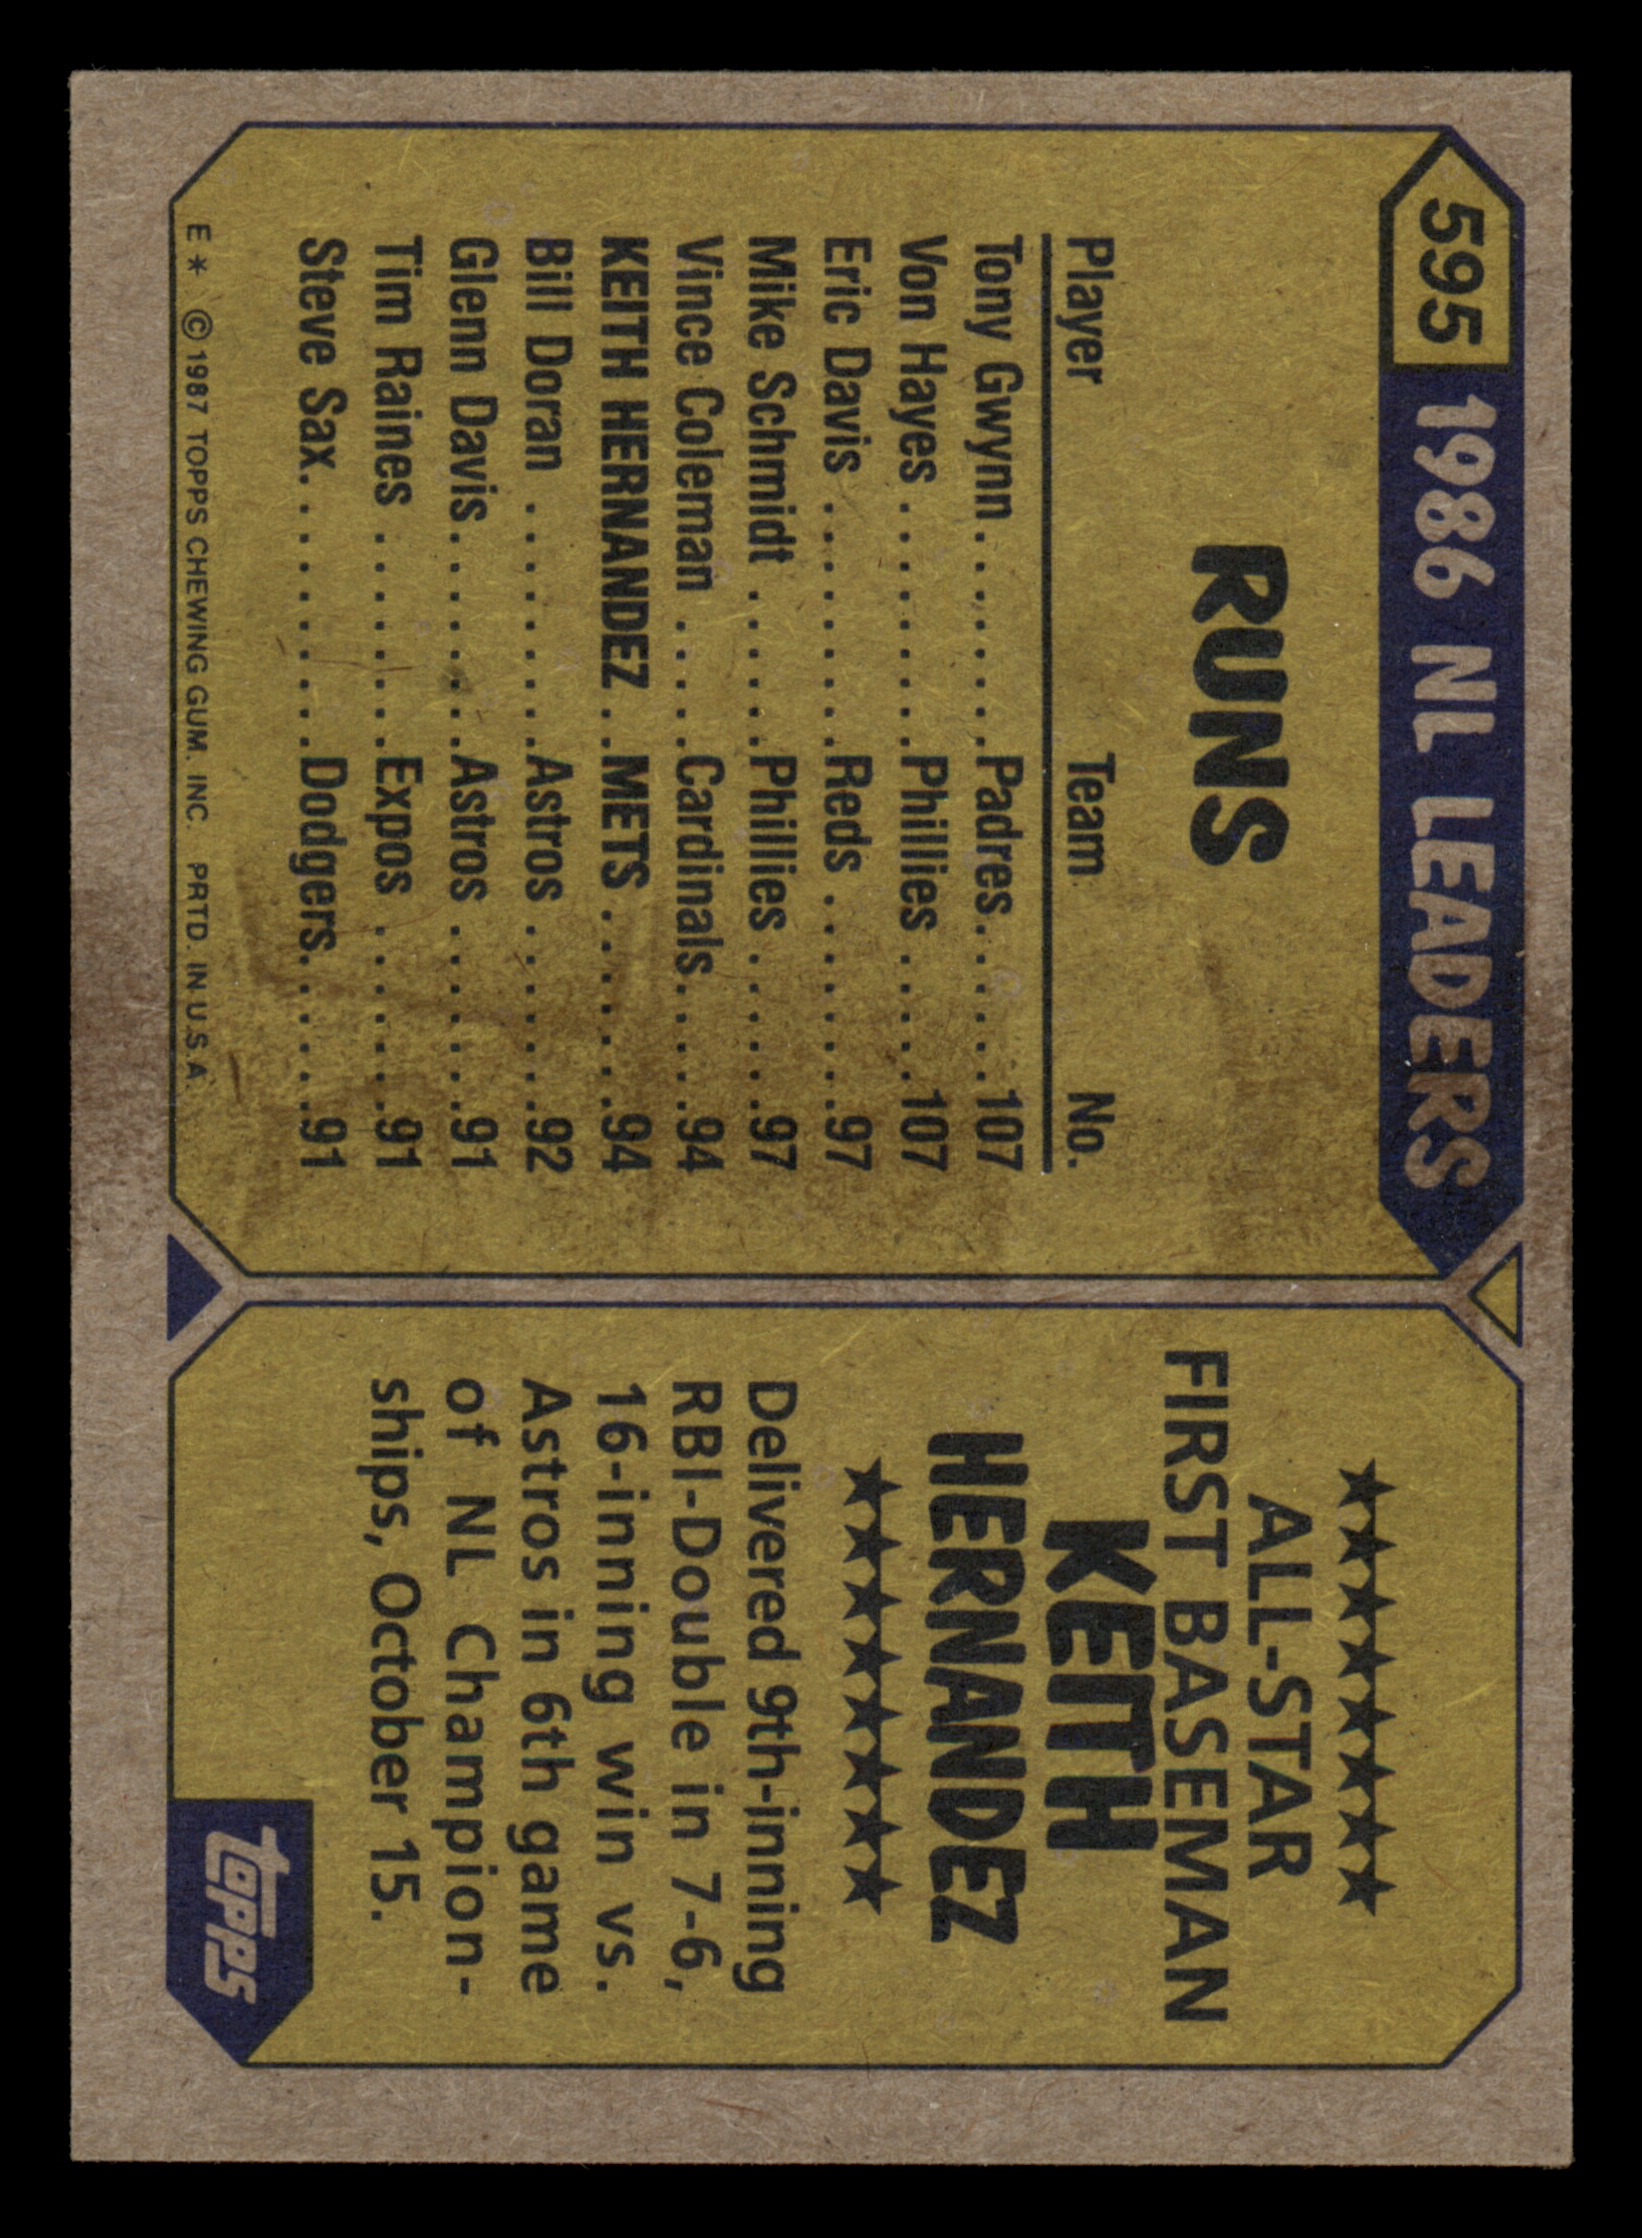 595 1986 NL LEADERS
RUNS
Player Team No.
Tony Gwynn . . . . . . . .Padres. . . . . .107
Von Hayes . . . . . . . . .Phillies . . . . .107
Eric Davis . . . . . . . . .Reds . . . . . . . .97
Mike Schmidt . . . . . .Phillies . . . . . .97
Vince Coleman . . . . .Cardinals. . . . .94
KEITH HERNANDEZ . .METS . . . . . . .94
Bill Doran . . . . . . . . .Astros . . . . . . .92
Glenn Davis. . . . . . . .Astros . . . . . . .91
Tim Raines . . . . . . . .Expos . . . . . . .91
Steve Sax. . . . . . . . . .Dodgers. . . . . .91
E * © 1987 TOPPS CHEWING GUM. INC. PRTD. IN U.S.A.
★★★★★★★★
ALL-STAR
FIRST BASEMAN
KEITH
HERNANDEZ
★★★★★★★★
Delivered 9th-inning
RBI-Double in 7-6,
16-inning win vs.
Astros in 6th game
of NL Champion-
ships, October 15.
topps